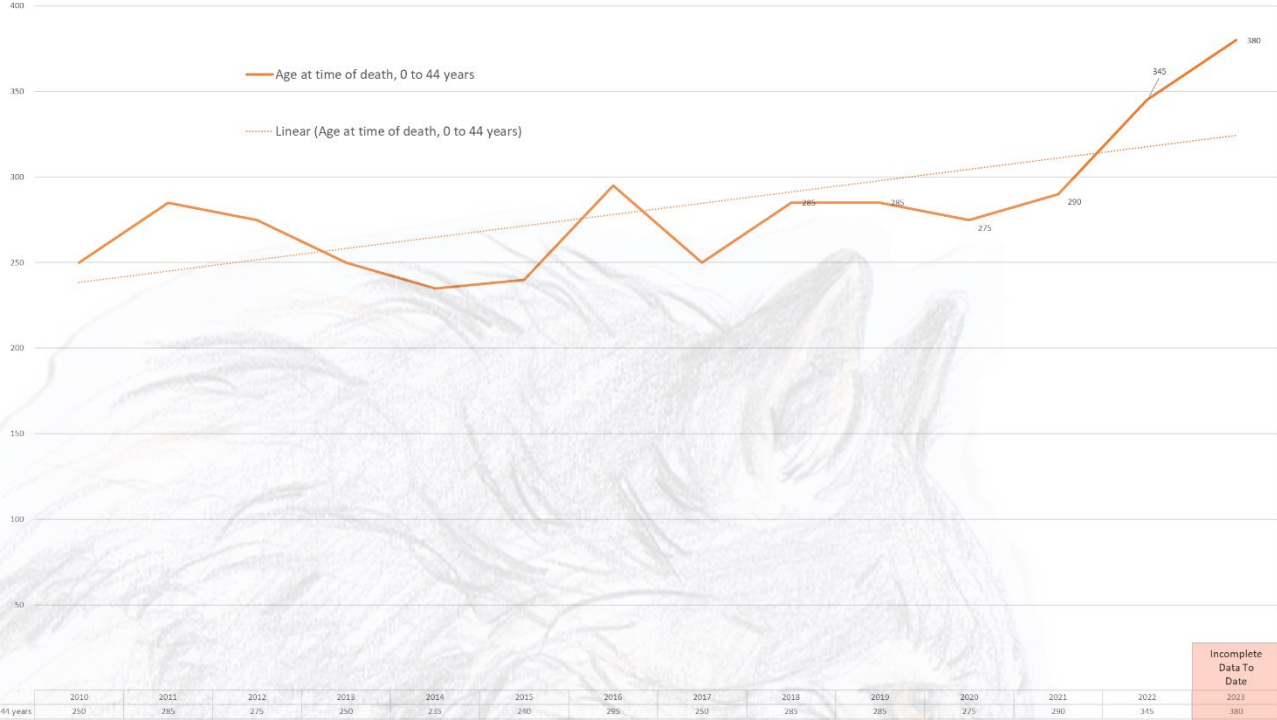 400
Age at time of death, 0 to 44 years
380
345
350
Linear (Age at time of death, 0 to 44 years)
300
285
285
290
275
250
200
150
100
50
-
Incomplete
Data To
Date
2010 2011 2012 2013 2014 2015 2016 2017 2018 2019 2020 2021 2022 2023
44 years 250 285 275 250 235 240 295 250 285 285 275 290 345 380